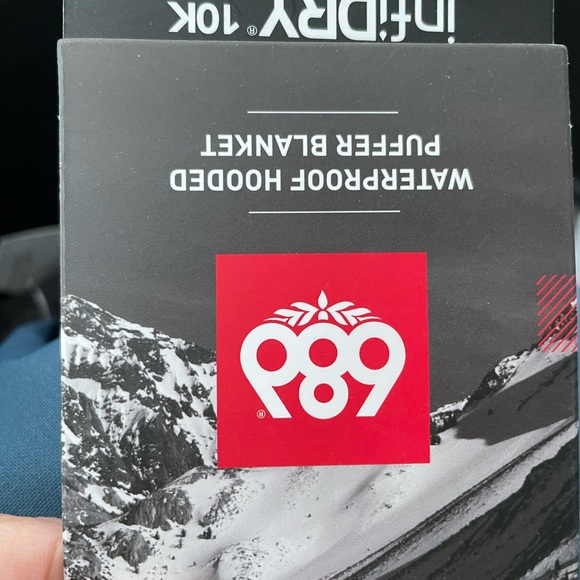 686®
WATERPROOF HOODED
PUFFER BLANKET
infiDRY® 10K